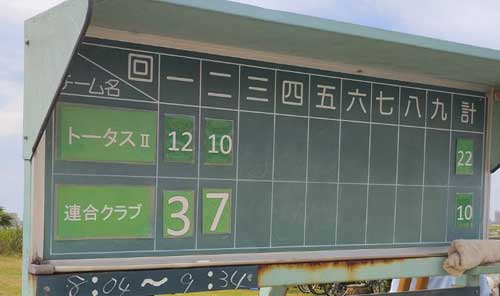 チーム名 回 一 二 三 四 五 六 七 八 九 計
トータスⅡ 12 10 22
連合クラブ 3 7 10
8:04〜9:34